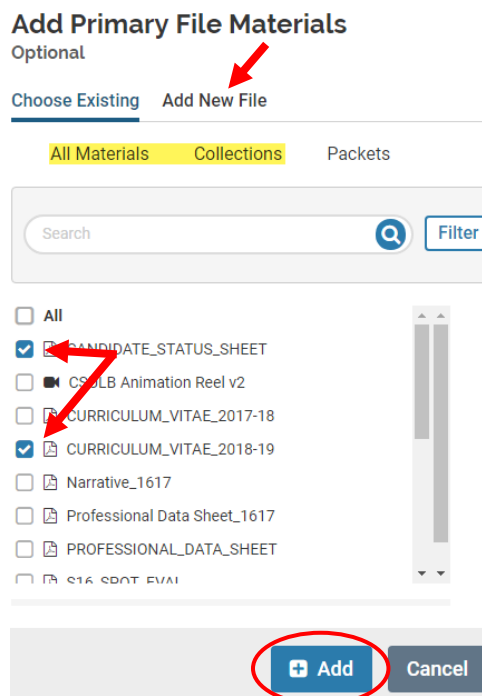 Add Primary File Materials
Optional
Choose Existing Add New File
All Materials Collections Packets
Search Filter
All
CANDIDATE_STATUS_SHEET
CSULB Animation Reel v2
CURRICULUM_VITAE_2017-18
CURRICULUM_VITAE_2018-19
Narrative_1617
Professional Data Sheet_1617
PROFESSIONAL_DATA_SHEET
S16_SPOT_EVAL
Add Cancel